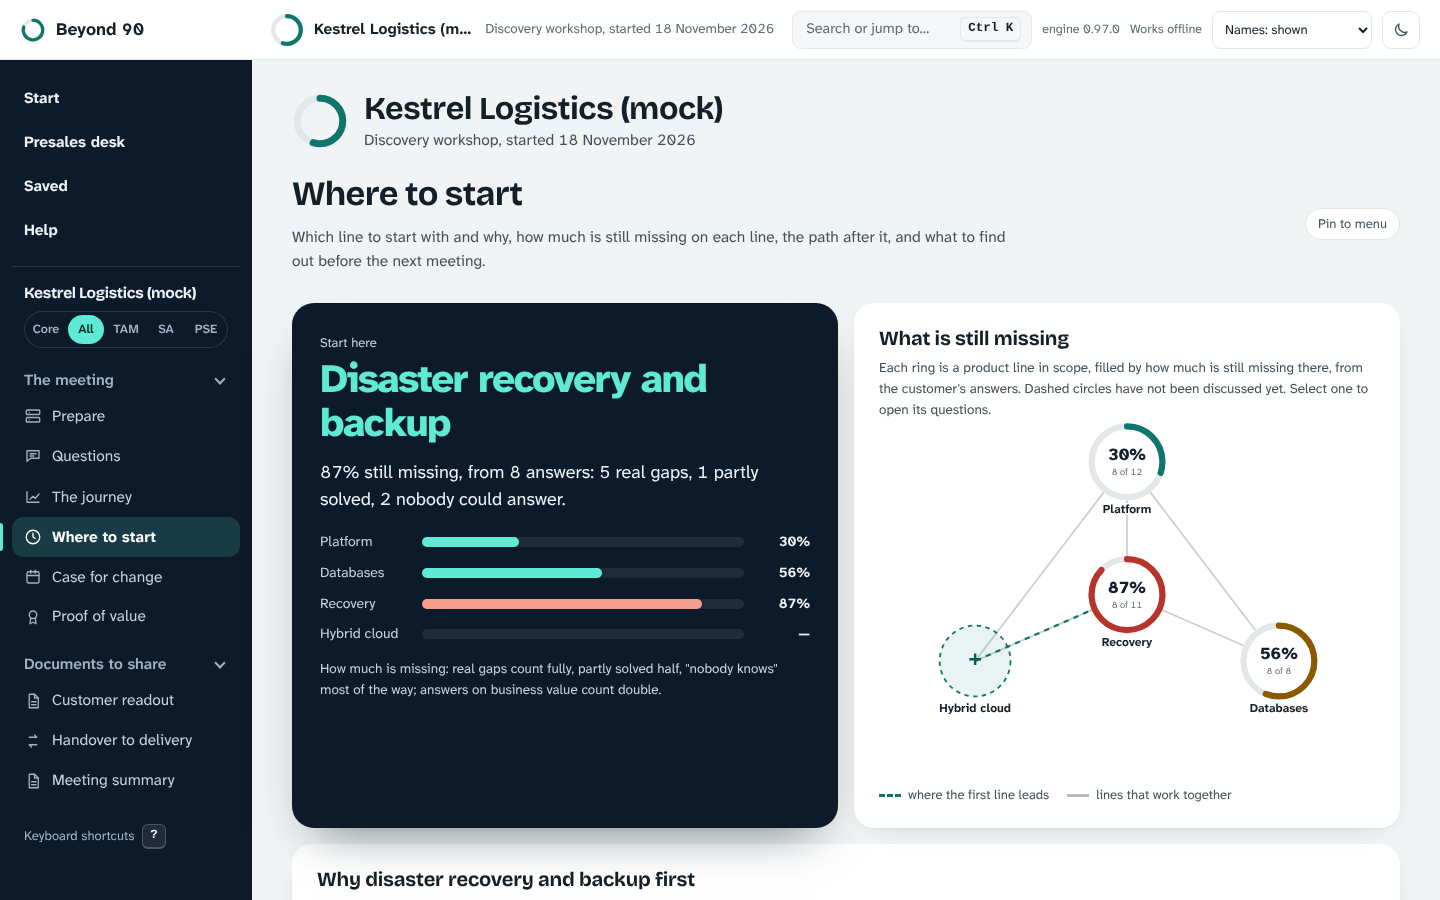 Beyond 90
Kestrel Logistics (m...
Discovery workshop, started 18 November 2026
Search or jump to...
Ctrl K
engine 0.97.0
Works offline
Names: shown
Start
Presales desk
Saved
Help
Kestrel Logistics (mock)
Core
All
TAM
SA
PSE
The meeting
Prepare
Questions
The journey
Where to start
Case for change
Proof of value
Documents to share
Customer readout
Handover to delivery
Meeting summary
Keyboard shortcuts
?
Kestrel Logistics (mock)
Discovery workshop, started 18 November 2026
Where to start
Which line to start with and why, how much is still missing on each line, the path after it, and what to find
out before the next meeting.
Pin to menu
Start here
Disaster recovery and
backup
87% still missing, from 8 answers: 5 real gaps, 1 partly
solved, 2 nobody could answer.
Platform 30%
Databases 56%
Recovery 87%
Hybrid cloud –
How much is missing: real gaps count fully, partly solved half, "nobody knows"
most of the way; answers on business value count double.
What is still missing
Each ring is a product line in scope, filled by how much is still missing there, from
the customer's answers. Dashed circles have not been discussed yet. Select one to
open its questions.
30%
8 of 12
Platform
87%
8 of 11
Recovery
+
Hybrid cloud
56%
8 of 8
Databases
where the first line leads
lines that work together
Why disaster recovery and backup first